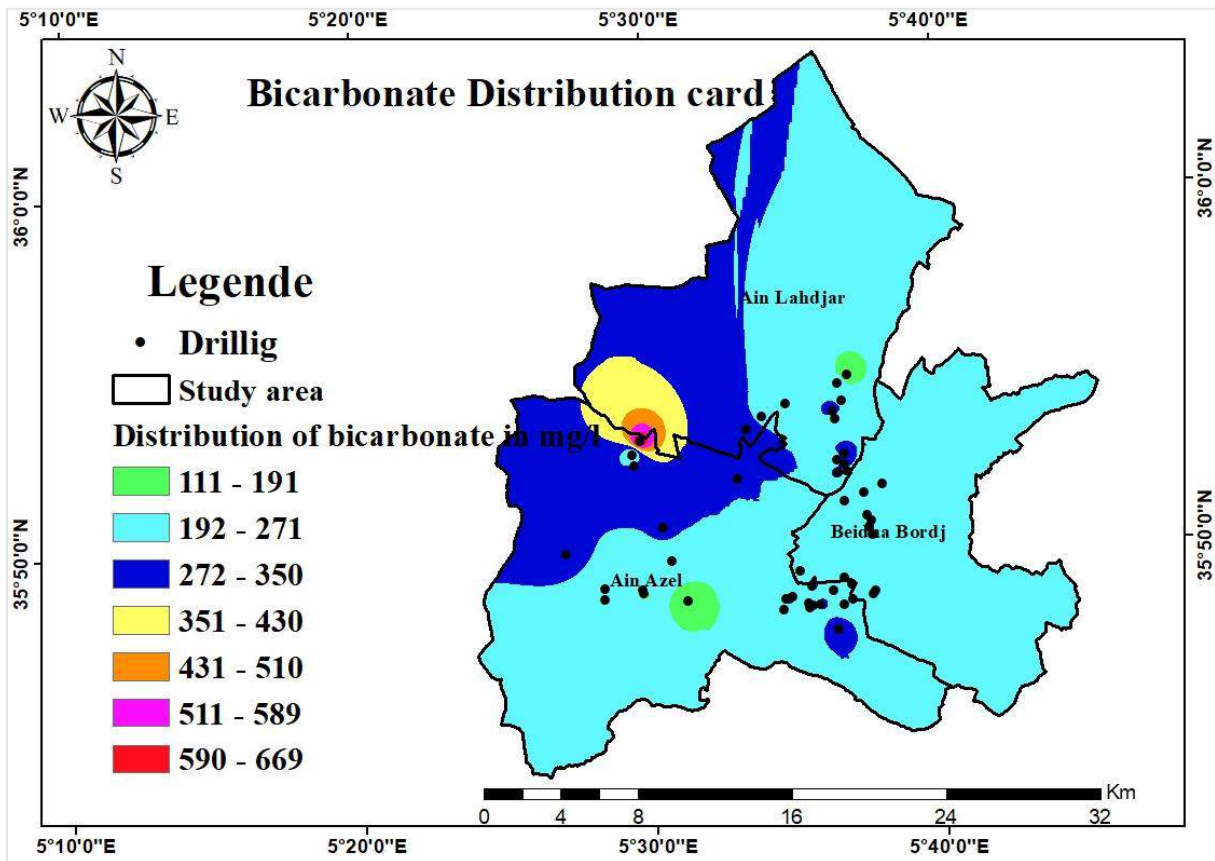 5°10'0"E 5°20'0"E 5°30'0"E 5°40'0"E
N
W E
S
Bicarbonate Distribution card
36°0'0"N
36°0'0"N
Legende
Drillig
Study area
Distribution of bicarbonate in mg/l
111 - 191
192 - 271
272 - 350
351 - 430
431 - 510
511 - 589
590 - 669
Ain Lahdjar
Beidha Bordj
Ain Azel
35°50'0"N
35°50'0"N
Km
0 4 8 16 24 32
5°10'0"E 5°20'0"E 5°30'0"E 5°40'0"E